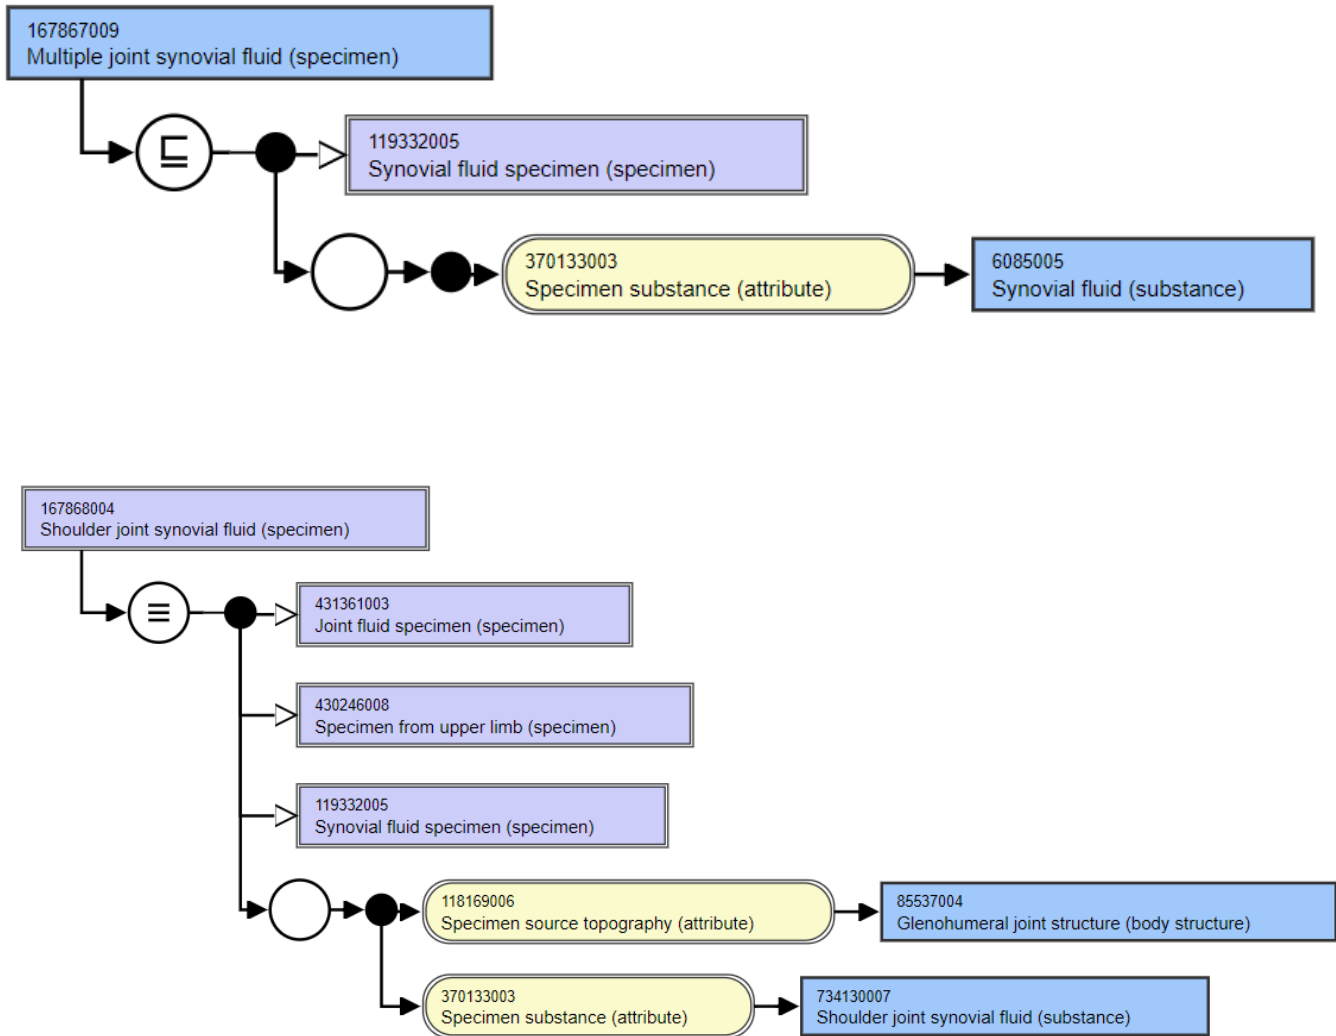 167867009
Multiple joint synovial fluid (specimen)
⊑
119332005
Synovial fluid specimen (specimen)
370133003
Specimen substance (attribute)
6085005
Synovial fluid (substance)
167868004
Shoulder joint synovial fluid (specimen)
≡
431361003
Joint fluid specimen (specimen)
430246008
Specimen from upper limb (specimen)
119332005
Synovial fluid specimen (specimen)
118169006
Specimen source topography (attribute)
85537004
Glenohumeral joint structure (body structure)
370133003
Specimen substance (attribute)
734130007
Shoulder joint synovial fluid (substance)